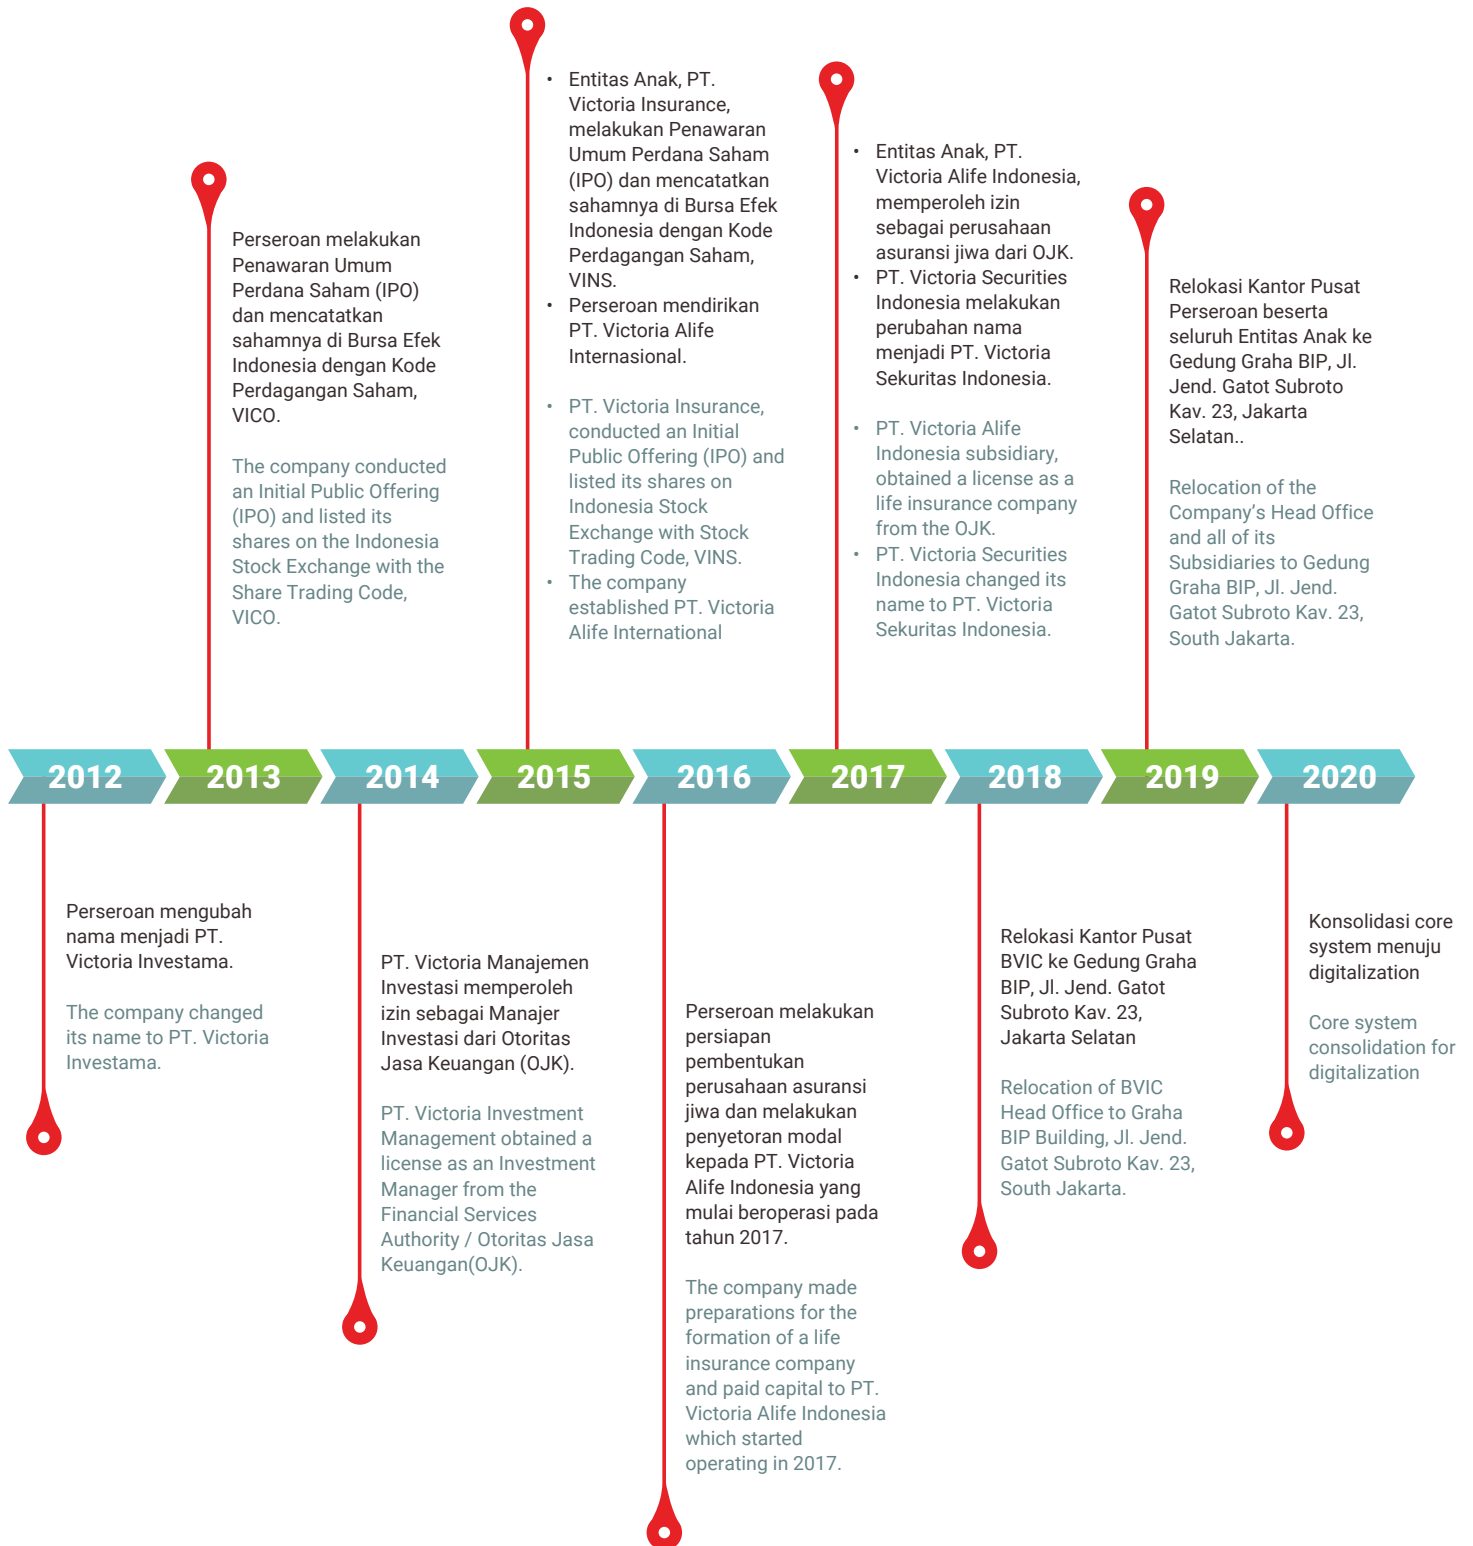 Perseroan melakukan
Penawaran Umum
Perdana Saham (IPO)
dan mencatatkan
sahamnya di Bursa Efek
Indonesia dengan Kode
Perdagangan Saham,
VICO.
The company conducted
an Initial Public Offering
(IPO) and listed its
shares on the Indonesia
Stock Exchange with the
Share Trading Code,
VICO.
• Entitas Anak, PT.
Victoria Insurance,
melakukan Penawaran
Umum Perdana Saham
(IPO) dan mencatatkan
sahamnya di Bursa Efek
Indonesia dengan Kode
Perdagangan Saham,
VINS.
• Perseroan mendirikan
PT. Victoria Alife
Internasional.
• PT. Victoria Insurance,
conducted an Initial
Public Offering (IPO) and
listed its shares on
Indonesia Stock
Exchange with Stock
Trading Code, VINS.
• The company
established PT. Victoria
Alife International
• Entitas Anak, PT.
Victoria Alife Indonesia,
memperoleh izin
sebagai perusahaan
asuransi jiwa dari OJK.
• PT. Victoria Securities
Indonesia melakukan
perubahan nama
menjadi PT. Victoria
Sekuritas Indonesia.
• PT. Victoria Alife
Indonesia subsidiary,
obtained a license as a
life insurance company
from the OJK.
• PT. Victoria Securities
Indonesia changed its
name to PT. Victoria
Sekuritas Indonesia.
Relokasi Kantor Pusat
Perseroan beserta
seluruh Entitas Anak ke
Gedung Graha BIP, Jl.
Jend. Gatot Subroto
Kav. 23, Jakarta
Selatan..
Relocation of the
Company's Head Office
and all of its
Subsidiaries to Gedung
Graha BIP, Jl. Jend.
Gatot Subroto Kav. 23,
South Jakarta.
2012 2013 2014 2015 2016 2017 2018 2019 2020
Perseroan mengubah
nama menjadi PT.
Victoria Investama.
The company changed
its name to PT. Victoria
Investama.
PT. Victoria Manajemen
Investasi memperoleh
izin sebagai Manajer
Investasi dari Otoritas
Jasa Keuangan (OJK).
PT. Victoria Investment
Management obtained a
license as an Investment
Manager from the
Financial Services
Authority / Otoritas Jasa
Keuangan(OJK).
Perseroan melakukan
persiapan
pembentukan
perusahaan asuransi
jiwa dan melakukan
penyetoran modal
kepada PT. Victoria
Alife Indonesia yang
mulai beroperasi pada
tahun 2017.
The company made
preparations for the
formation of a life
insurance company
and paid capital to PT.
Victoria Alife Indonesia
which started
operating in 2017.
Relokasi Kantor Pusat
BVIC ke Gedung Graha
BIP, Jl. Jend. Gatot
Subroto Kav. 23,
Jakarta Selatan
Relocation of BVIC
Head Office to Graha
BIP Building, Jl. Jend.
Gatot Subroto Kav. 23,
South Jakarta.
Konsolidasi core
system menuju
digitalization
Core system
consolidation for
digitalization